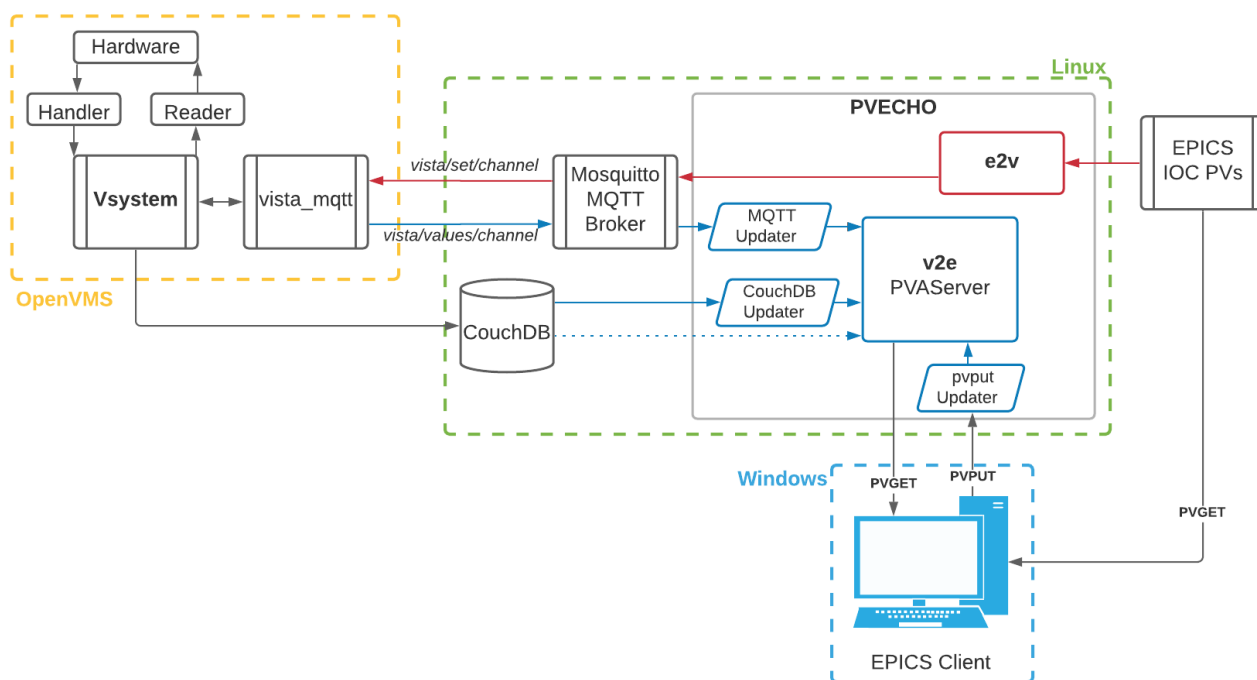 Hardware
Handler
Reader
Vsystem
vista_mqtt
OpenVMS
vista/set/channel
vista/values/channel
Linux
Mosquitto
MQTT
Broker
CouchDB
PVECHO
e2v
MQTT
Updater
v2e
PVAServer
CouchDB
Updater
pvput
Updater
EPICS
IOC PVs
Windows
PVGET
PVPUT
PVGET
EPICS Client